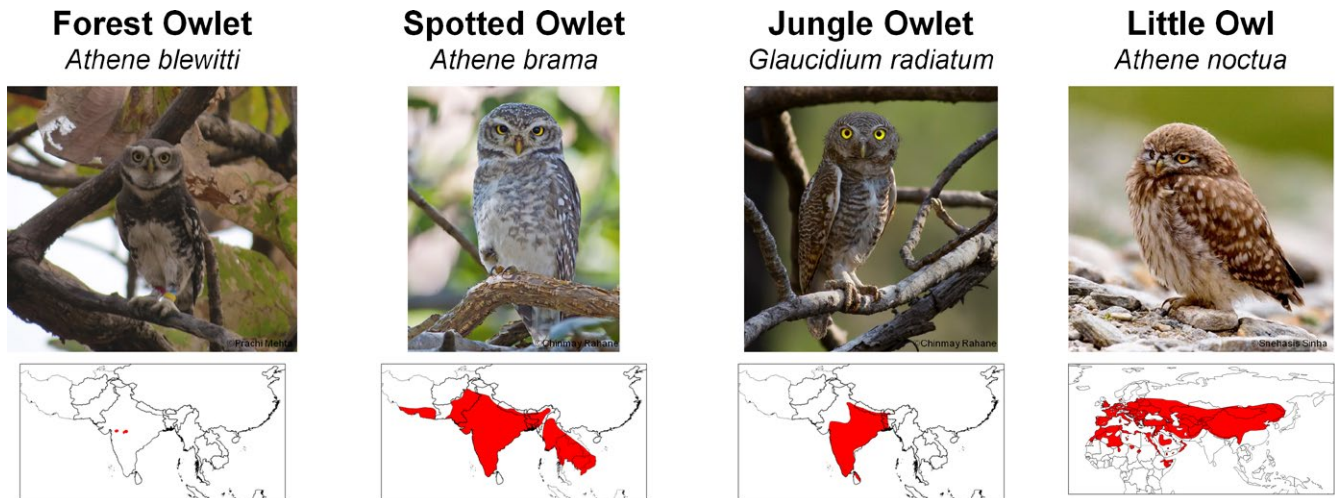 Forest Owlet
Athene blewitti
Spotted Owlet
Athene brama
Jungle Owlet
Glaucidium radiatum
Little Owl
Athene noctua
©Prachi Mehta
©Chinmay Rahane
©Chinmay Rahane
©Snehasis Sinha